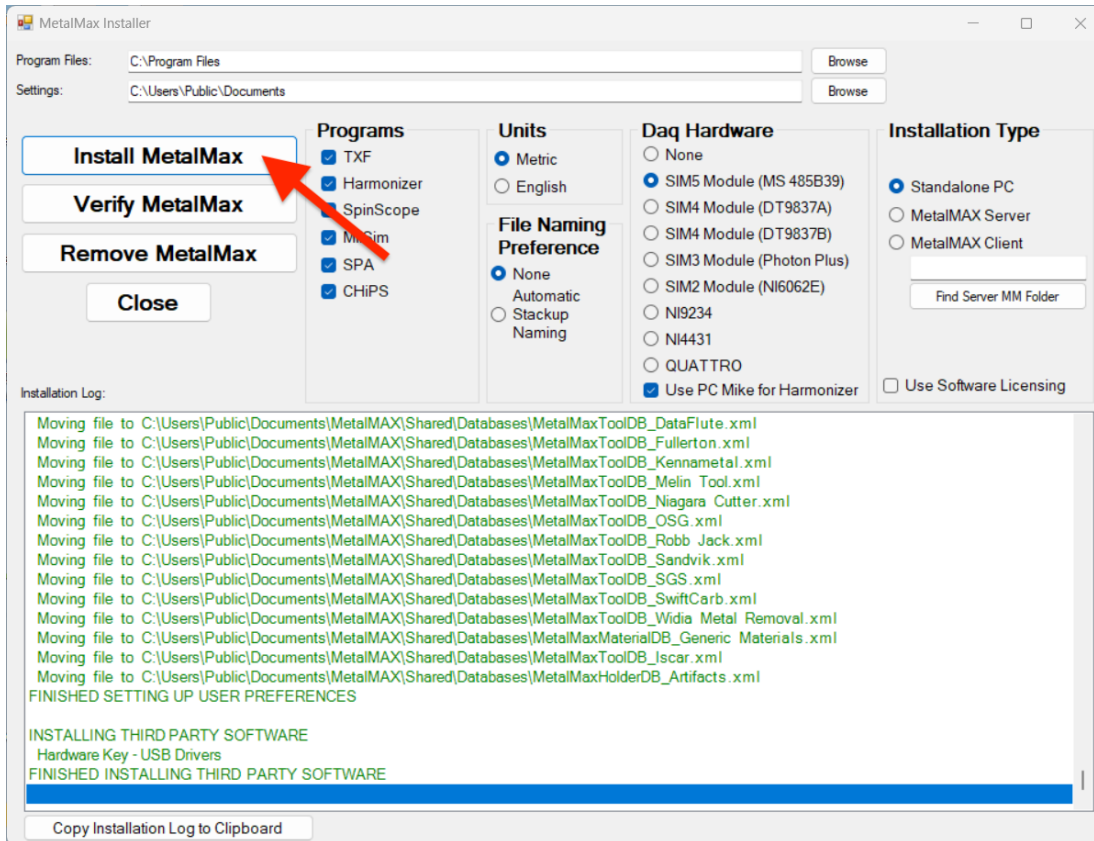 MetalMax Installer
Program Files:
C:\Program Files
Browse
Settings:
C:\Users\Public\Documents
Browse
Install MetalMax
Verify MetalMax
Remove MetalMax
Close
Programs
TXF
Harmonizer
SpinScope
SPA
CHiPS
Units
Metric
English
File Naming
Preference
None
Automatic
Stackup
Naming
Daq Hardware
None
SIM5 Module (MS 485B39)
SIM4 Module (DT9837A)
SIM4 Module (DT9837B)
SIM3 Module (Photon Plus)
SIM2 Module (NI6062E)
NI9234
NI4431
QUATTRO
Use PC Mike for Harmonizer
Installation Type
Standalone PC
MetalMAX Server
MetalMAX Client
Find Server MM Folder
Use Software Licensing
Installation Log:
Moving file to C:\Users\Public\Documents\MetalMAX\Shared\Databases\MetalMaxToolDB_DataFlute.xml
Moving file to C:\Users\Public\Documents\MetalMAX\Shared\Databases\MetalMaxToolDB_Fullerton.xml
Moving file to C:\Users\Public\Documents\MetalMAX\Shared\Databases\MetalMaxToolDB_Kennametal.xml
Moving file to C:\Users\Public\Documents\MetalMAX\Shared\Databases\MetalMaxToolDB_Melin Tool.xml
Moving file to C:\Users\Public\Documents\MetalMAX\Shared\Databases\MetalMaxToolDB_Niagara Cutter.xml
Moving file to C:\Users\Public\Documents\MetalMAX\Shared\Databases\MetalMaxToolDB_OSG.xml
Moving file to C:\Users\Public\Documents\MetalMAX\Shared\Databases\MetalMaxToolDB_Robb Jack.xml
Moving file to C:\Users\Public\Documents\MetalMAX\Shared\Databases\MetalMaxToolDB_Sandvik.xml
Moving file to C:\Users\Public\Documents\MetalMAX\Shared\Databases\MetalMaxToolDB_SGS.xml
Moving file to C:\Users\Public\Documents\MetalMAX\Shared\Databases\MetalMaxToolDB_SwiftCarb.xml
Moving file to C:\Users\Public\Documents\MetalMAX\Shared\Databases\MetalMaxToolDB_Widia Metal Removal.xml
Moving file to C:\Users\Public\Documents\MetalMAX\Shared\Databases\MetalMaxMaterialDB_Generic Materials.xml
Moving file to C:\Users\Public\Documents\MetalMAX\Shared\Databases\MetalMaxToolDB_Iscar.xml
Moving file to C:\Users\Public\Documents\MetalMAX\Shared\Databases\MetalMaxHolderDB_Artifacts.xml
FINISHED SETTING UP USER PREFERENCES
INSTALLING THIRD PARTY SOFTWARE
Hardware Key - USB Drivers
FINISHED INSTALLING THIRD PARTY SOFTWARE
Copy Installation Log to Clipboard